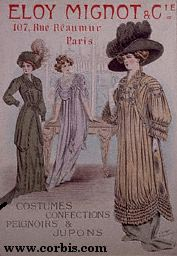 ELOY MIGNOT & CIE
107, Rue Réaumur
Paris
COSTUMES
CONFECTIONS
PEIGNOIRS &
JUPONS
www.corbis.com